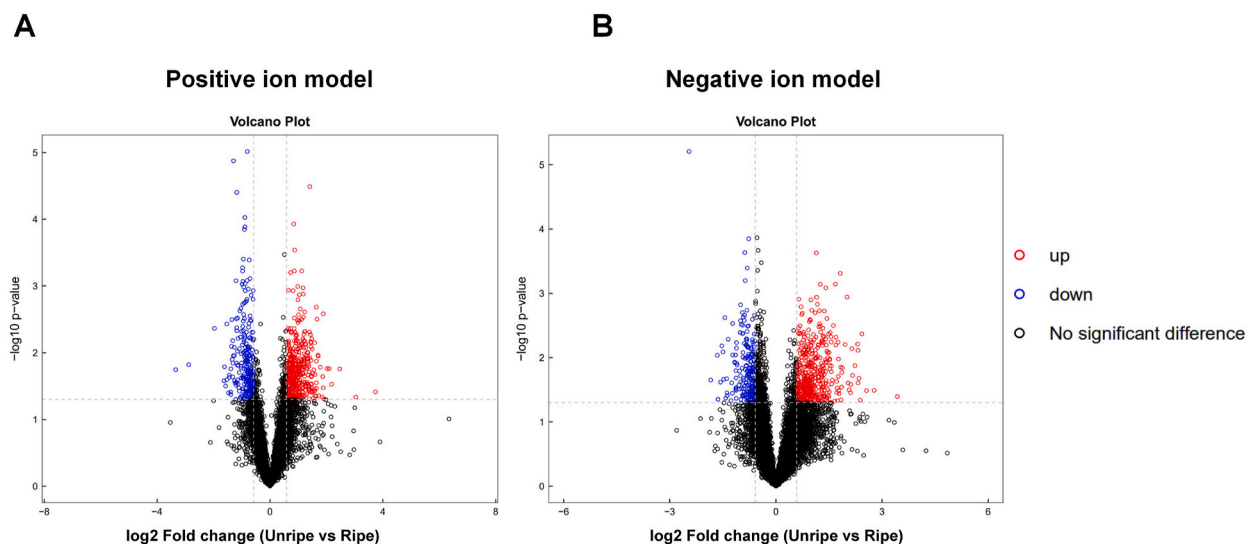 A
B
Positive ion model
Negative ion model
Volcano Plot
Volcano Plot
−log10 p−value
5
4
3
2
1
0
−8
−4
0
4
8
log2 Fold change (Unripe vs Ripe)
−log10 p−value
5
4
3
2
1
0
−6
−3
0
3
6
log2 Fold change (Unripe vs Ripe)
up
down
No significant difference